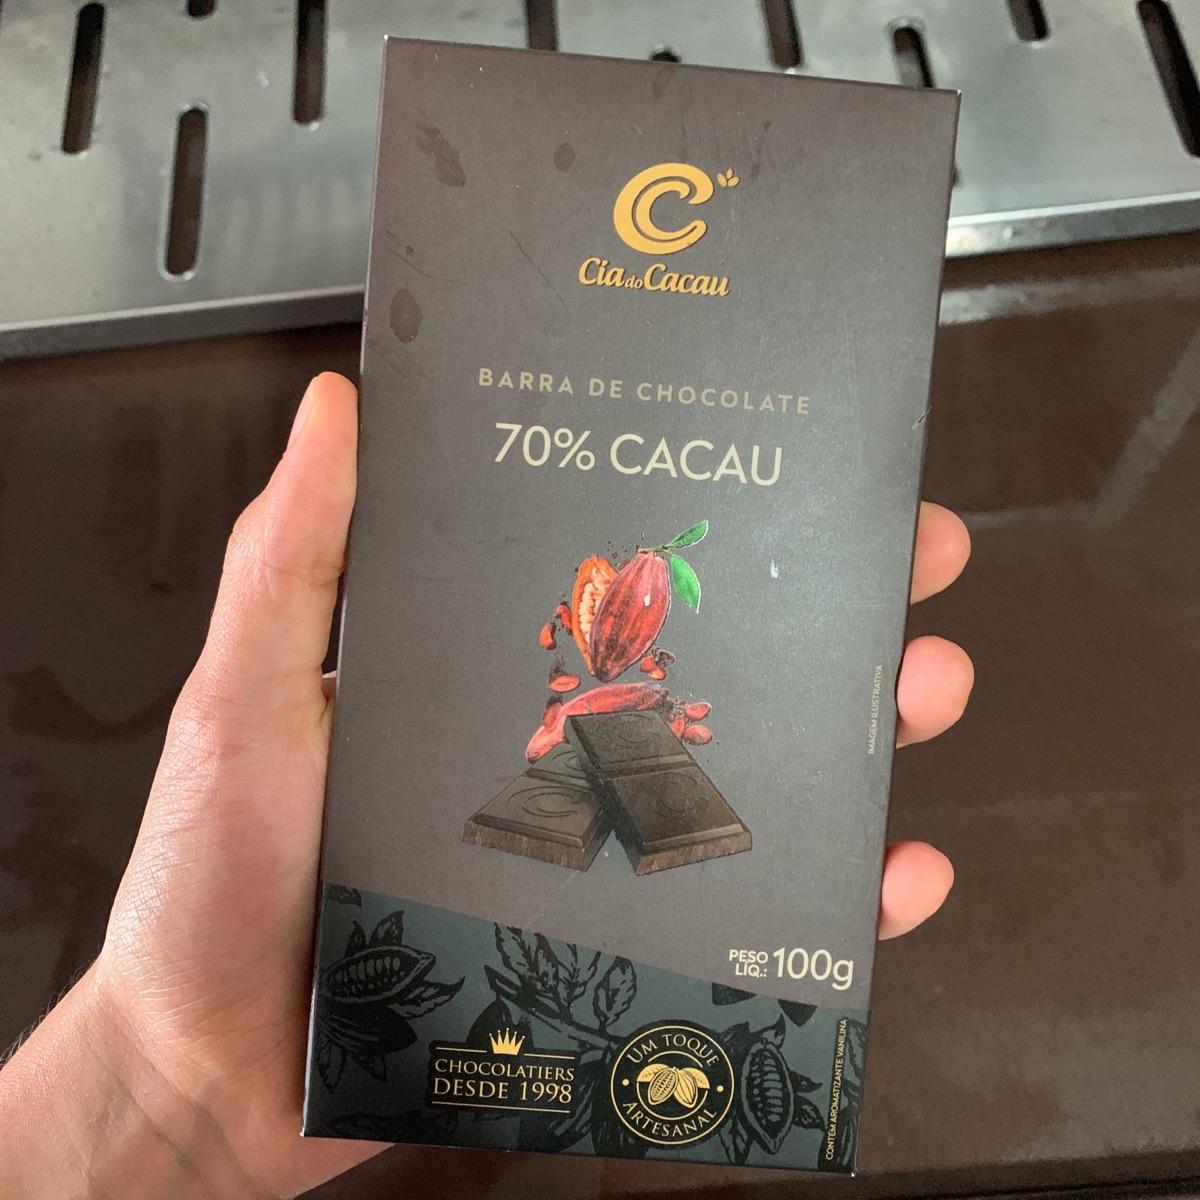 Cia do Cacau
BARRA DE CHOCOLATE
70% CACAU
IMAGEM ILUSTRATIVA
PESO
LÍQ.: 100g
CHOCOLATIERS
DESDE 1998
UM TOQUE
ARTESANAL
CONTÉM AROMATIZANTE VANILINA